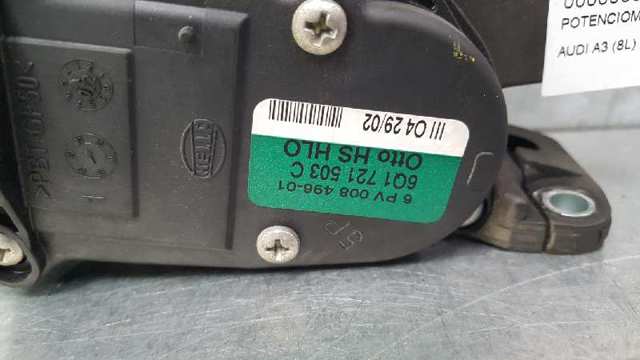 POTENCIOM
AUDI A3 (8L)
6 PV 008 496-01
6Q1 721 503 C
Otto HS HLO
III 04 29/02
HELLA
>PBT-GF30<